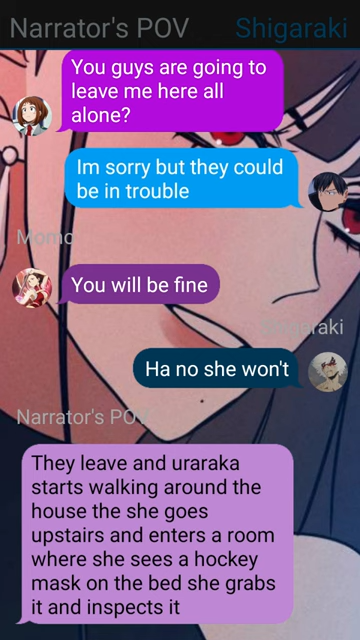 Narrator's POV Shigaraki
You guys are going to
leave me here all
alone?
Im sorry but they could
be in trouble
Momo
You will be fine
Shigaraki
Ha no she won't
Narrator's POV
They leave and uraraka
starts walking around the
house the she goes
upstairs and enters a room
where she sees a hockey
mask on the bed she grabs
it and inspects it